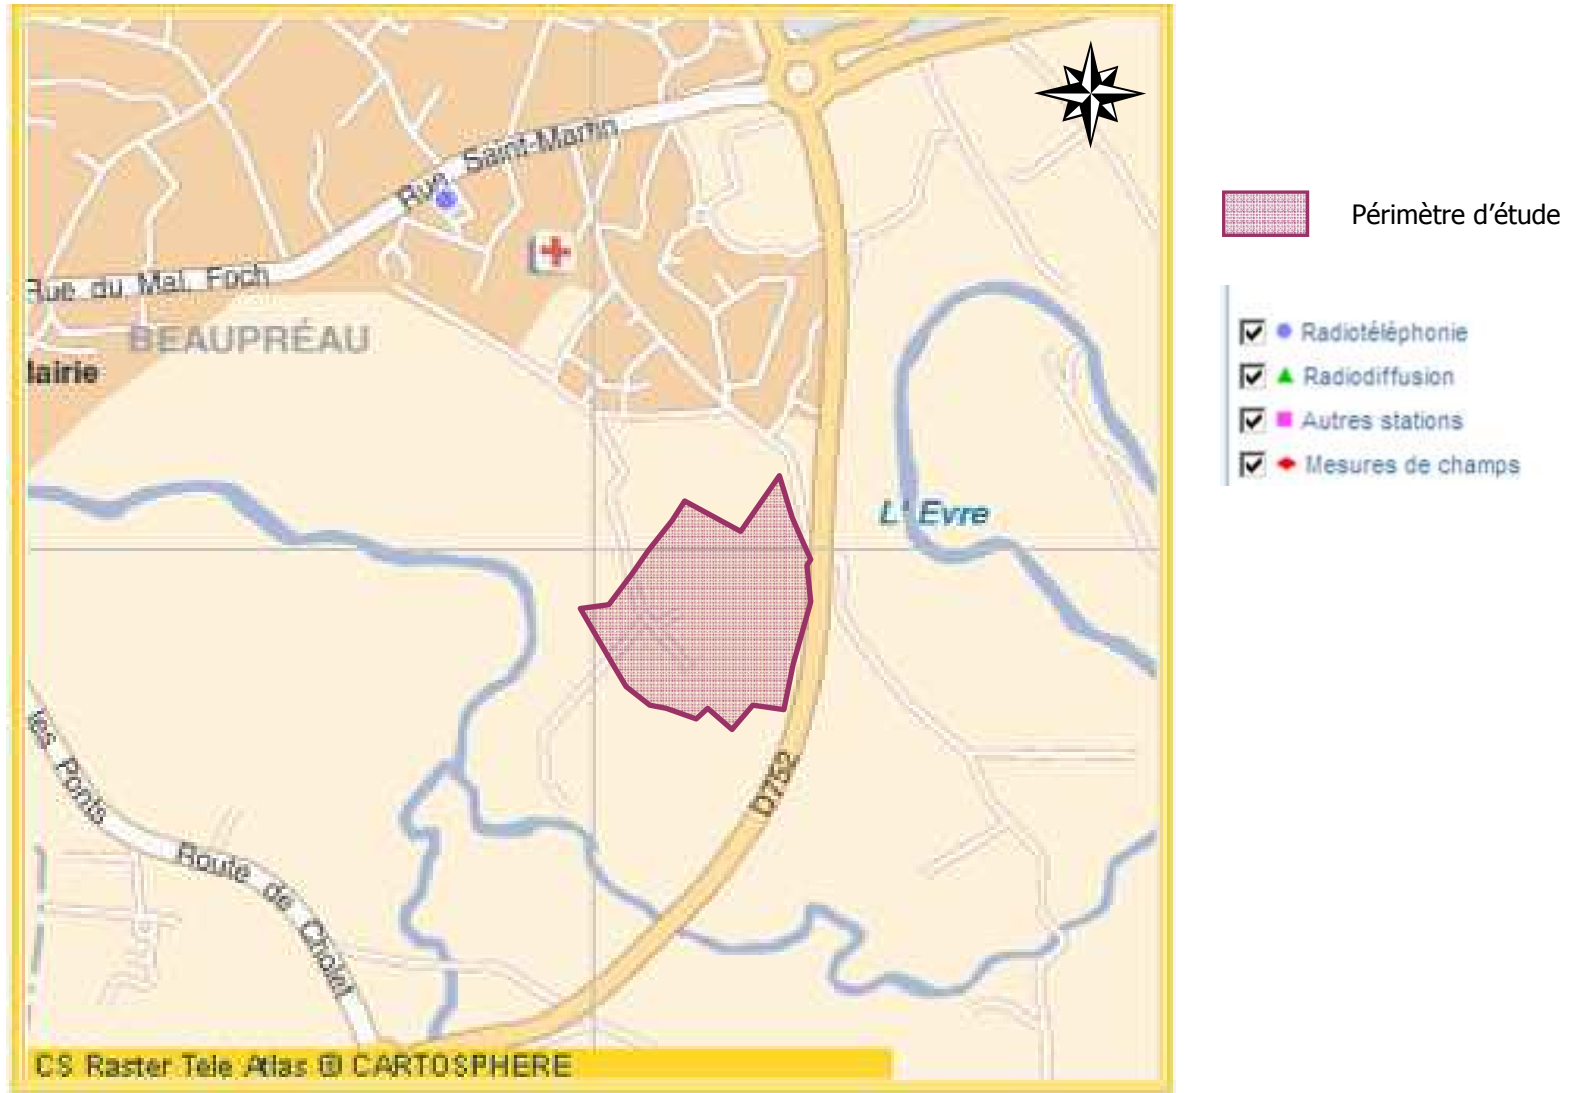 Rue Saint-Martin
Rue du Mal. Foch
BEAUPRÉAU
Mairie
L' Evre
les Ponts
Route de Cholet
D752
CS Raster Tele Atlas © CARTOSPHERE
Périmètre d'étude
Radiotéléphonie
Radiodiffusion
Autres stations
Mesures de champs